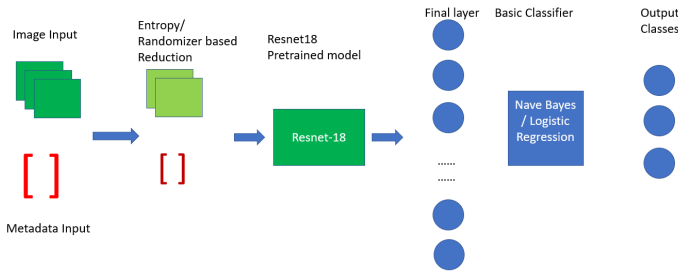 Image Input
Entropy/
Randomizer based
Reduction
Resnet18
Pretrained model
Final layer
Basic Classifier
Output
Classes
Resnet-18
Nave Bayes
/ Logistic
Regression
[ ]
[ ]
......
......
Metadata Input